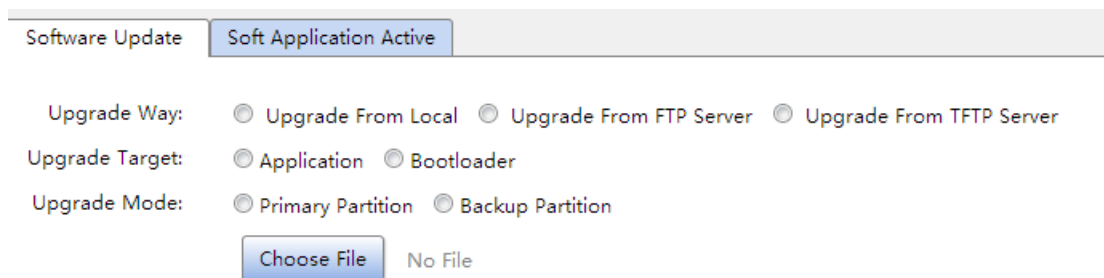 Software Update Soft Application Active
Upgrade Way: Upgrade From Local Upgrade From FTP Server Upgrade From TFTP Server
Upgrade Target: Application Bootloader
Upgrade Mode: Primary Partition Backup Partition
Choose File No File